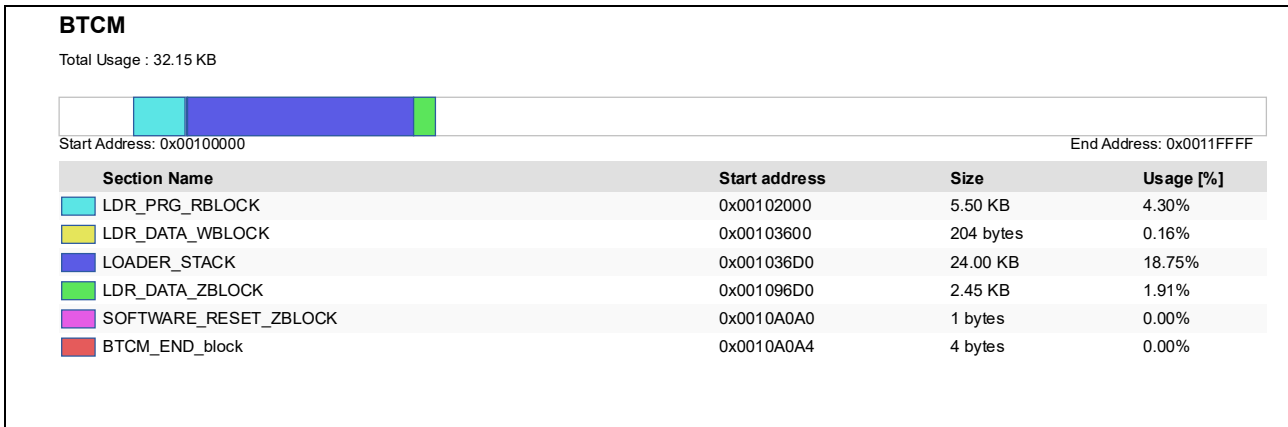 BTCM
Total Usage : 32.15 KB
Start Address: 0x00100000 End Address: 0x0011FFFF
Section Name Start address Size Usage [%]
LDR_PRG_RBLOCK 0x00102000 5.50 KB 4.30%
LDR_DATA_WBLOCK 0x00103600 204 bytes 0.16%
LOADER_STACK 0x001036D0 24.00 KB 18.75%
LDR_DATA_ZBLOCK 0x001096D0 2.45 KB 1.91%
SOFTWARE_RESET_ZBLOCK 0x0010A0A0 1 bytes 0.00%
BTCM_END_block 0x0010A0A4 4 bytes 0.00%